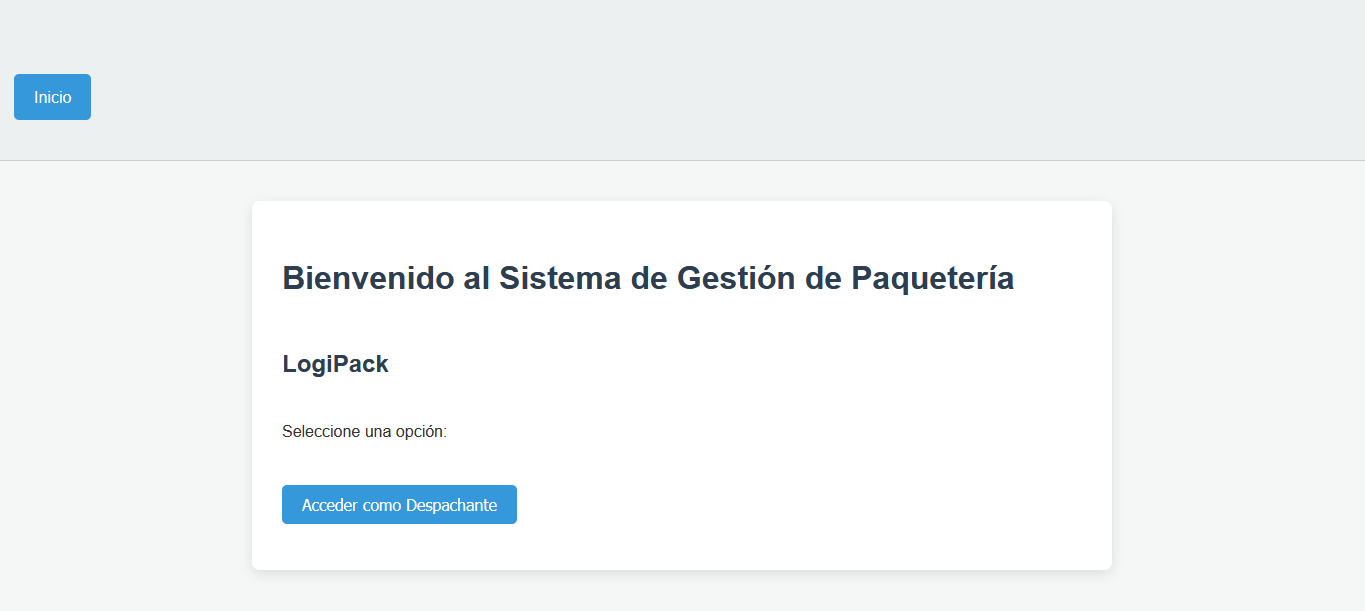 Inicio
Bienvenido al Sistema de Gestión de Paquetería
LogiPack
Seleccione una opción:
Acceder como Despachante